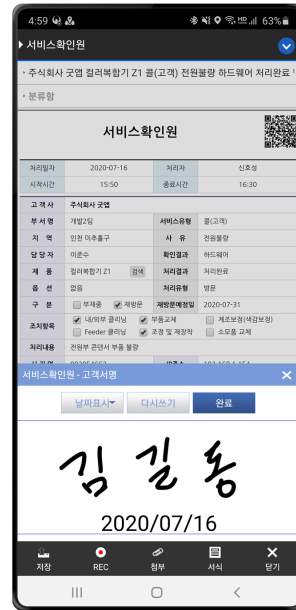 4:59 63%
서비스확인원
• 주식회사 굿앱 컬러복합기 Z1 콜(고객) 전원불량 하드웨어 처리완료
• 분류함
서비스확인원
처리일자 2020-07-16 처리자 신호성
시작시간 15:50 종료시간 16:30
고객사 주식회사 굿앱
부서명 개발2팀 서비스유형 콜(고객)
지 역 인천 미추홀구 사 유 전원불량
담당자 이준수 확인결과 하드웨어
제 품 컬러복합기 Z1 검색 처리결과 처리완료
옵 션 없음 처리유형 방문
구 분 부재중 재방문 재방문예정일 2020-07-31
조치항목 내/외부 클리닝 부품교체 계조보정(색감보정)
Feeder 클리닝 조정 및 재장착 소모품 교체
처리내용 전원부 콘덴서 부품 불량
서비스확인원 - 고객서명
날짜표시 다시쓰기 완료
김길동
2020/07/16
저장 REC 첨부 서식 닫기